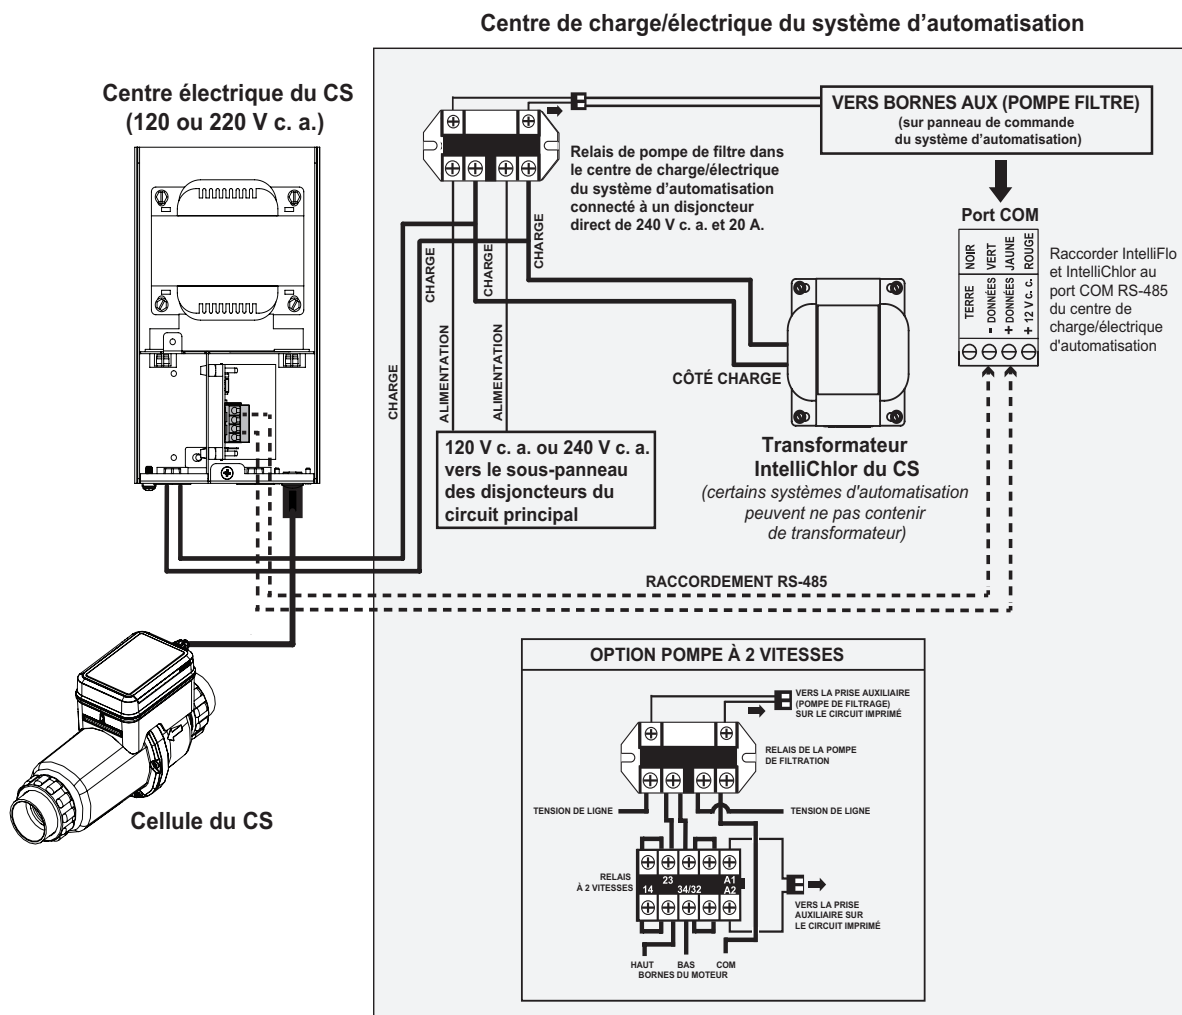 Centre de charge/électrique du système d’automatisation
Centre électrique du CS
(120 ou 220 V c. a.)
VERS BORNES AUX (POMPE FILTRE)
(sur panneau de commande
du système d’automatisation)
Relais de pompe de filtre dans
le centre de charge/électrique
du système d’automatisation
connecté à un disjoncteur
direct de 240 V c. a. et 20 A.
Port COM
NOIR
VERT
JAUNE
ROUGE
TERRE
- DONNÉES
+ DONNÉES
+ 12 V c. c.
Raccorder IntelliFlo
et IntelliChlor au
port COM RS-485
du centre de
charge/électrique
d'automatisation
CHARGE
CHARGE
CHARGE
CHARGE
ALIMENTATION
ALIMENTATION
CÔTÉ CHARGE
120 V c. a. ou 240 V c. a.
vers le sous-panneau
des disjoncteurs du
circuit principal
Transformateur
IntelliChlor du CS
(certains systèmes d'automatisation
peuvent ne pas contenir
de transformateur)
RACCORDEMENT RS-485
Cellule du CS
OPTION POMPE À 2 VITESSES
VERS LA PRISE AUXILIAIRE
(POMPE DE FILTRAGE)
SUR LE CIRCUIT IMPRIMÉ
RELAIS DE LA POMPE
DE FILTRATION
TENSION DE LIGNE
TENSION DE LIGNE
RELAIS
À 2 VITESSES
14
23
34/32
A1
A2
VERS LA PRISE
AUXILIAIRE SUR
LE CIRCUIT IMPRIMÉ
HAUT
BAS
COM
BORNES DU MOTEUR